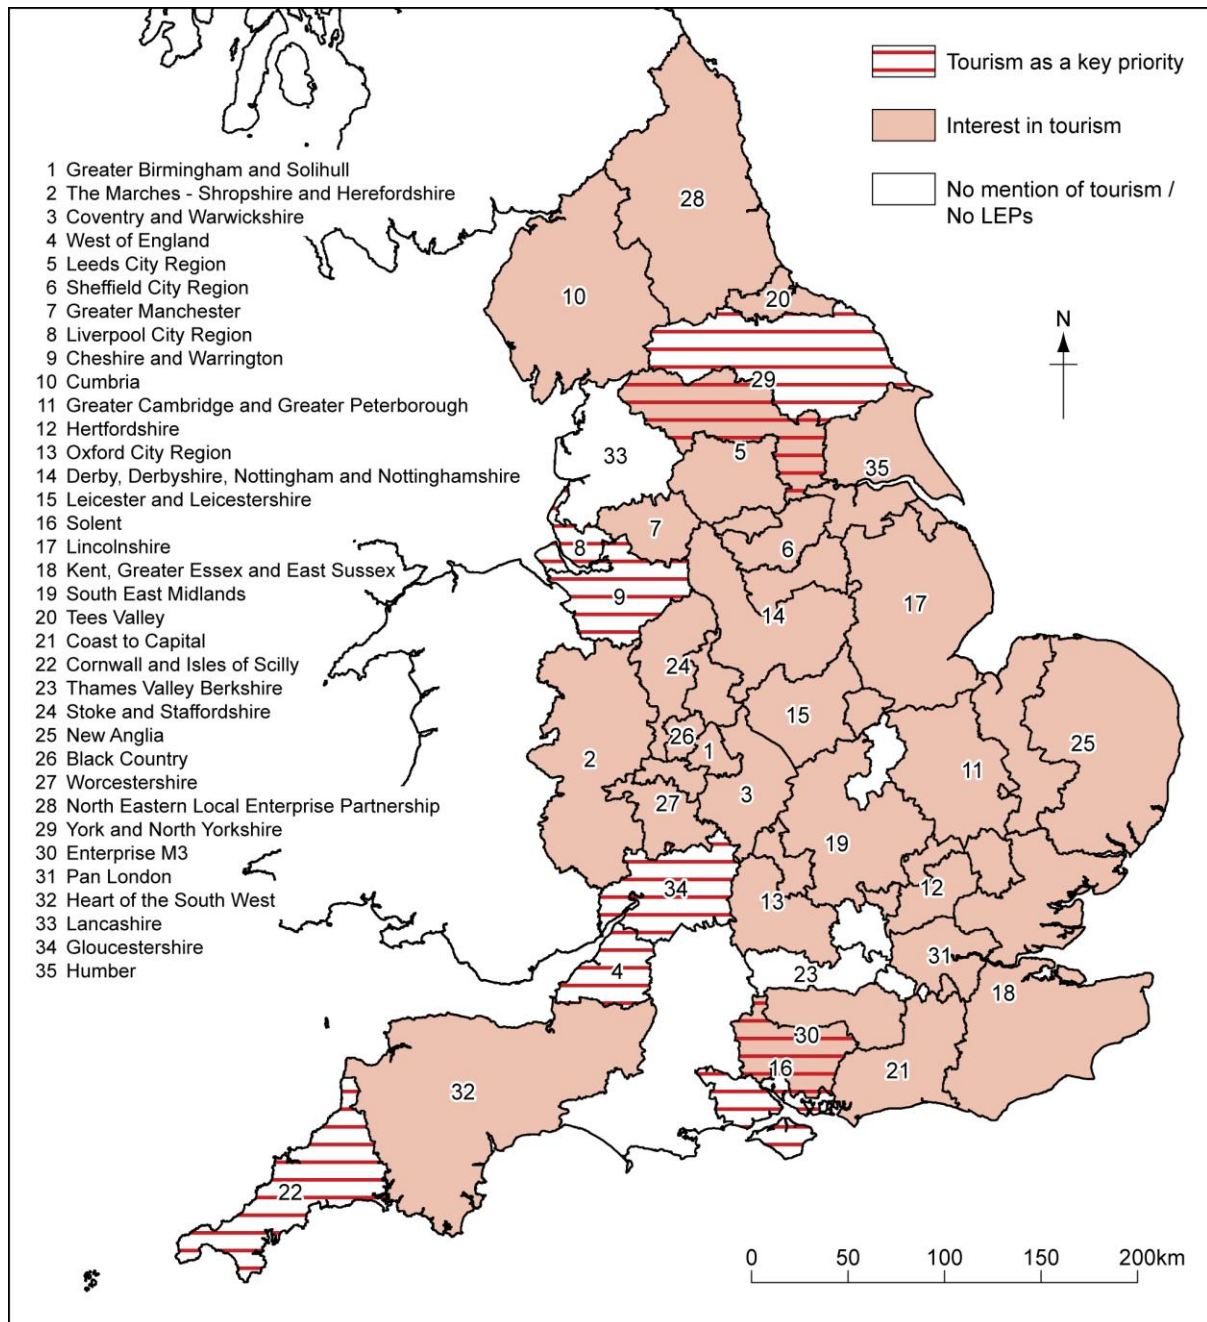 Tourism as a key priority
Interest in tourism
No mention of tourism /
No LEPs
1 Greater Birmingham and Solihull
2 The Marches - Shropshire and Herefordshire
3 Coventry and Warwickshire
4 West of England
5 Leeds City Region
6 Sheffield City Region
7 Greater Manchester
8 Liverpool City Region
9 Cheshire and Warrington
10 Cumbria
11 Greater Cambridge and Greater Peterborough
12 Hertfordshire
13 Oxford City Region
14 Derby, Derbyshire, Nottingham and Nottinghamshire
15 Leicester and Leicestershire
16 Solent
17 Lincolnshire
18 Kent, Greater Essex and East Sussex
19 South East Midlands
20 Tees Valley
21 Coast to Capital
22 Cornwall and Isles of Scilly
23 Thames Valley Berkshire
24 Stoke and Staffordshire
25 New Anglia
26 Black Country
27 Worcestershire
28 North Eastern Local Enterprise Partnership
29 York and North Yorkshire
30 Enterprise M3
31 Pan London
32 Heart of the South West
33 Lancashire
34 Gloucestershire
35 Humber
28
10
20
N
29
33
5
35
7
8
6
9
14
17
24
15
26
1
2
25
11
3
27
19
34
12
13
31
4
23
18
30
16
21
32
22
0 50 100 150 200km